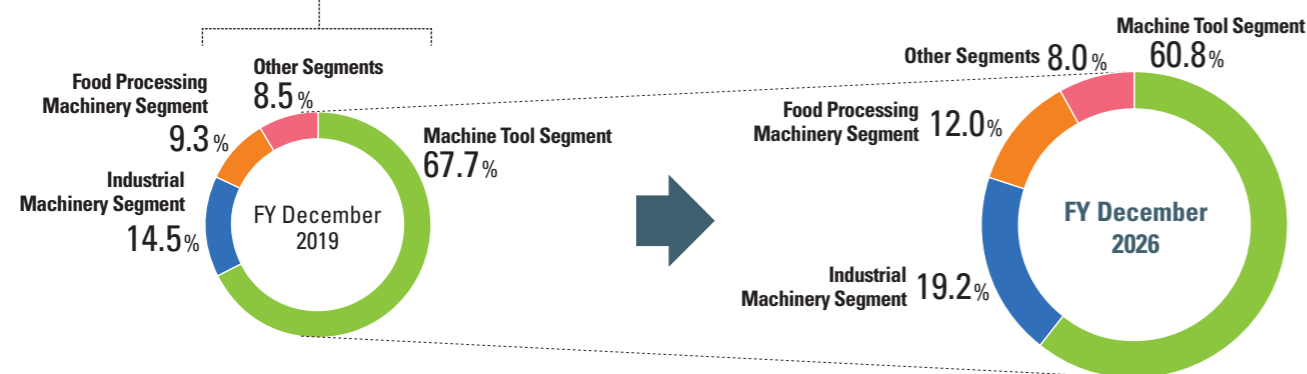 Food Processing
Machinery Segment
9.3%
Other Segments
8.5%
Machine Tool Segment
67.7%
Industrial
Machinery Segment
14.5%
FY December
2019
Machine Tool Segment
60.8%
Other Segments 8.0%
Food Processing
Machinery Segment 12.0%
FY December
2026
Industrial
Machinery Segment 19.2%